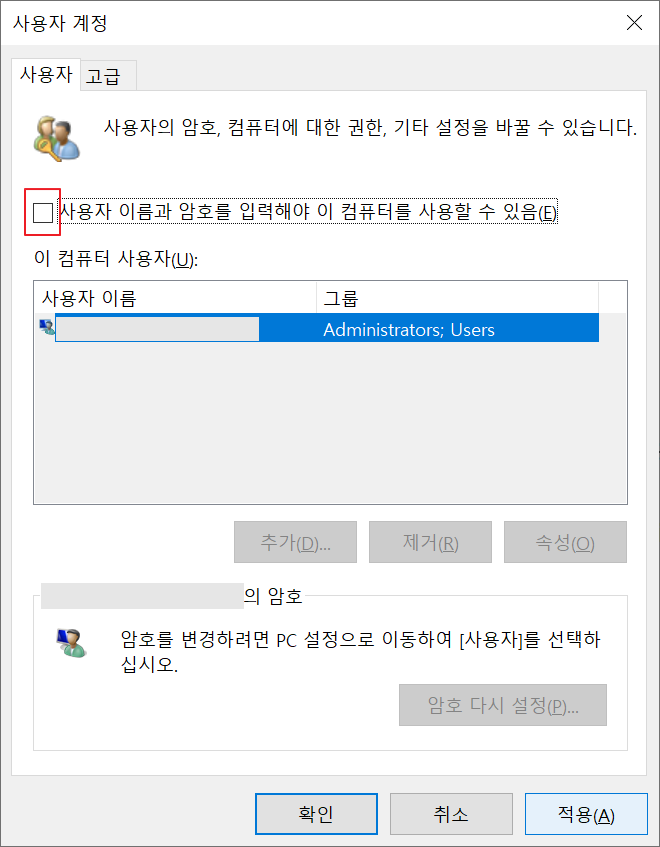 사용자 계정
사용자 고급
사용자의 암호, 컴퓨터에 대한 권한, 기타 설정을 바꿀 수 있습니다.
사용자 이름과 암호를 입력해야 이 컴퓨터를 사용할 수 있음(E)
이 컴퓨터 사용자(U):
사용자 이름 그룹
Administrators; Users
추가(D)... 제거(R) 속성(O)
의 암호
암호를 변경하려면 PC 설정으로 이동하여 [사용자]를 선택하
십시오.
암호 다시 설정(P)...
확인 취소 적용(A)